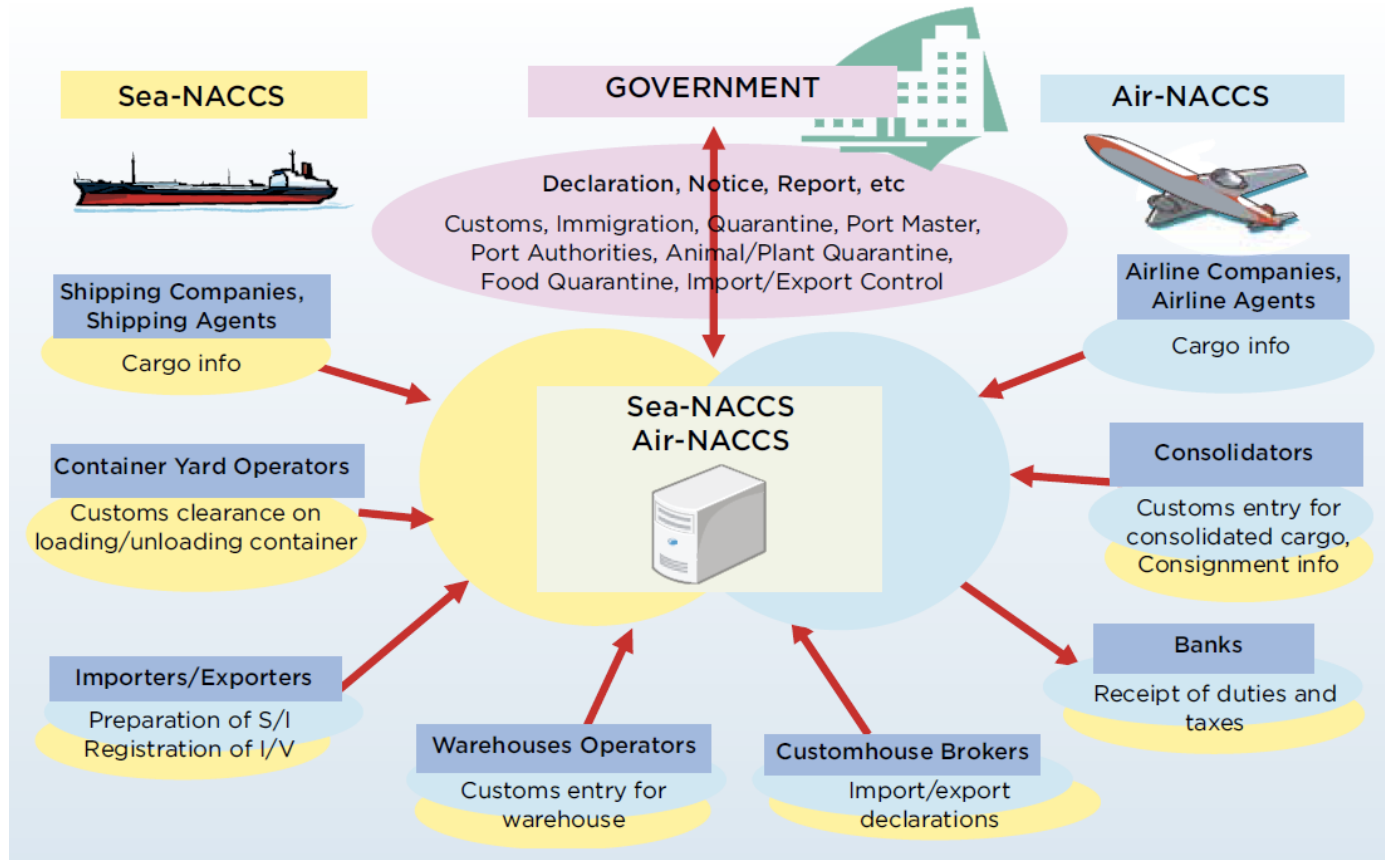 Sea-NACCS
GOVERNMENT
Air-NACCS
Declaration, Notice, Report, etc
Customs, Immigration, Quarantine, Port Master,
Port Authorities, Animal/Plant Quarantine,
Food Quarantine, Import/Export Control
Shipping Companies,
Shipping Agents
Cargo info
Airline Companies,
Airline Agents
Cargo info
Sea-NACCS
Air-NACCS
Container Yard Operators
Customs clearance on
loading/unloading container
Consolidators
Customs entry for
consolidated cargo,
Consignment info
Importers/Exporters
Preparation of S/I
Registration of I/V
Warehouses Operators
Customs entry for
warehouse
Customhouse Brokers
Import/export
declarations
Banks
Receipt of duties and
taxes